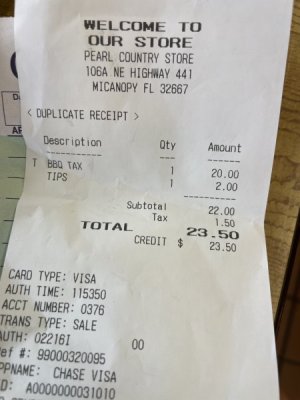 WELCOME TO
OUR STORE
PEARL COUNTRY STORE
106A NE HIGHWAY 441
MICANOPY FL 32667
< DUPLICATE RECEIPT >
Description Qty Amount
T BBQ TAX 1 20.00
TIPS 1 2.00
Subtotal 22.00
Tax 1.50
TOTAL 23.50
CREDIT $ 23.50
CARD TYPE: VISA
AUTH TIME: 115350
ACCT NUMBER: 0376
TRANS TYPE: SALE
AUTH: 02216I 00
ef #: 99000320095
PPNAME: CHASE VISA
D: A0000000031010